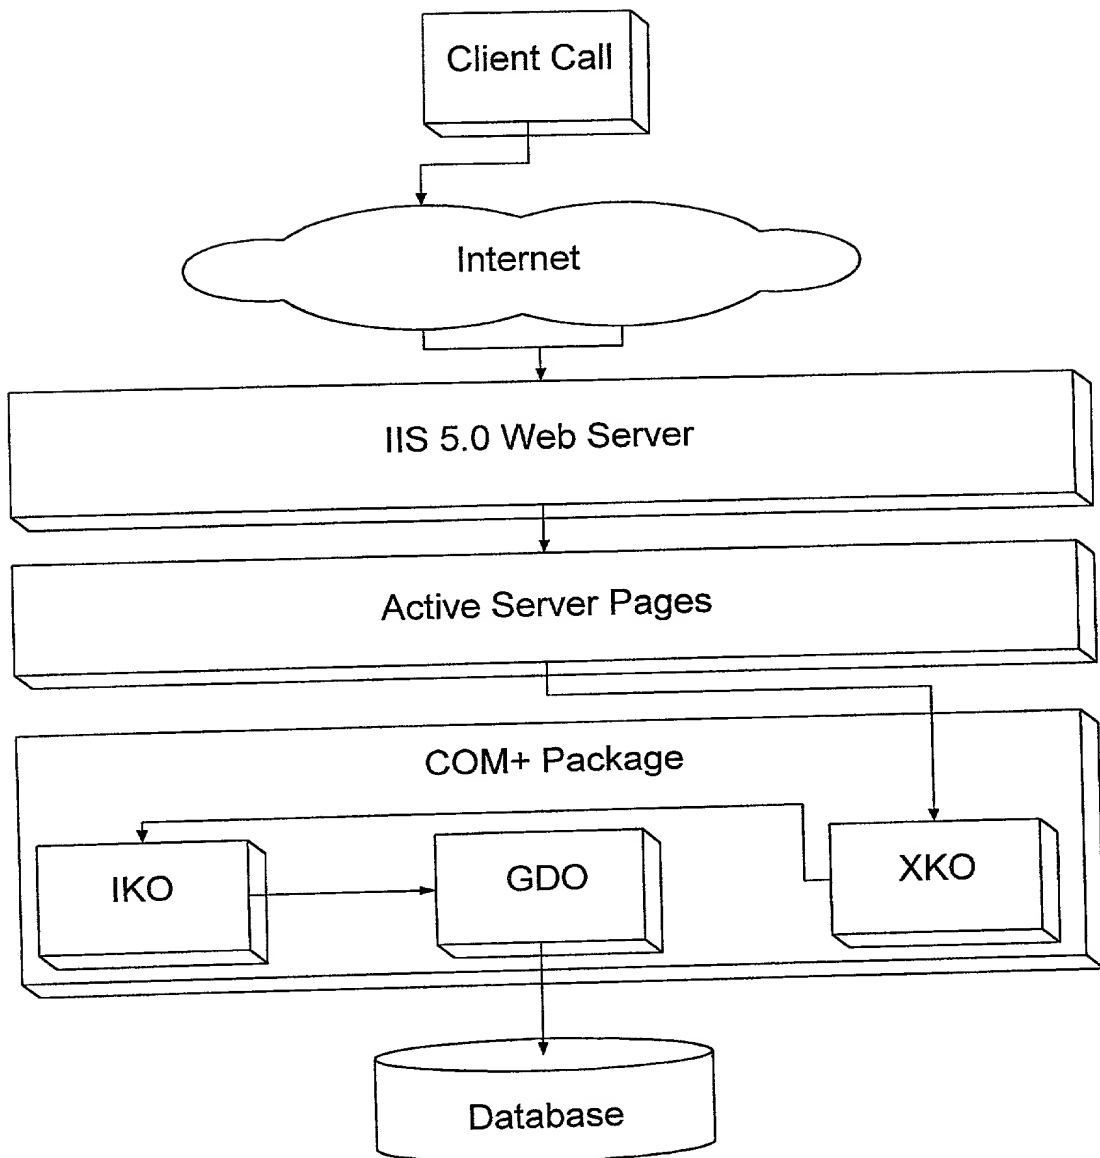 Client Call
Internet
IIS 5.0 Web Server
Active Server Pages
COM+ Package
IKO
GDO
XKO
Database